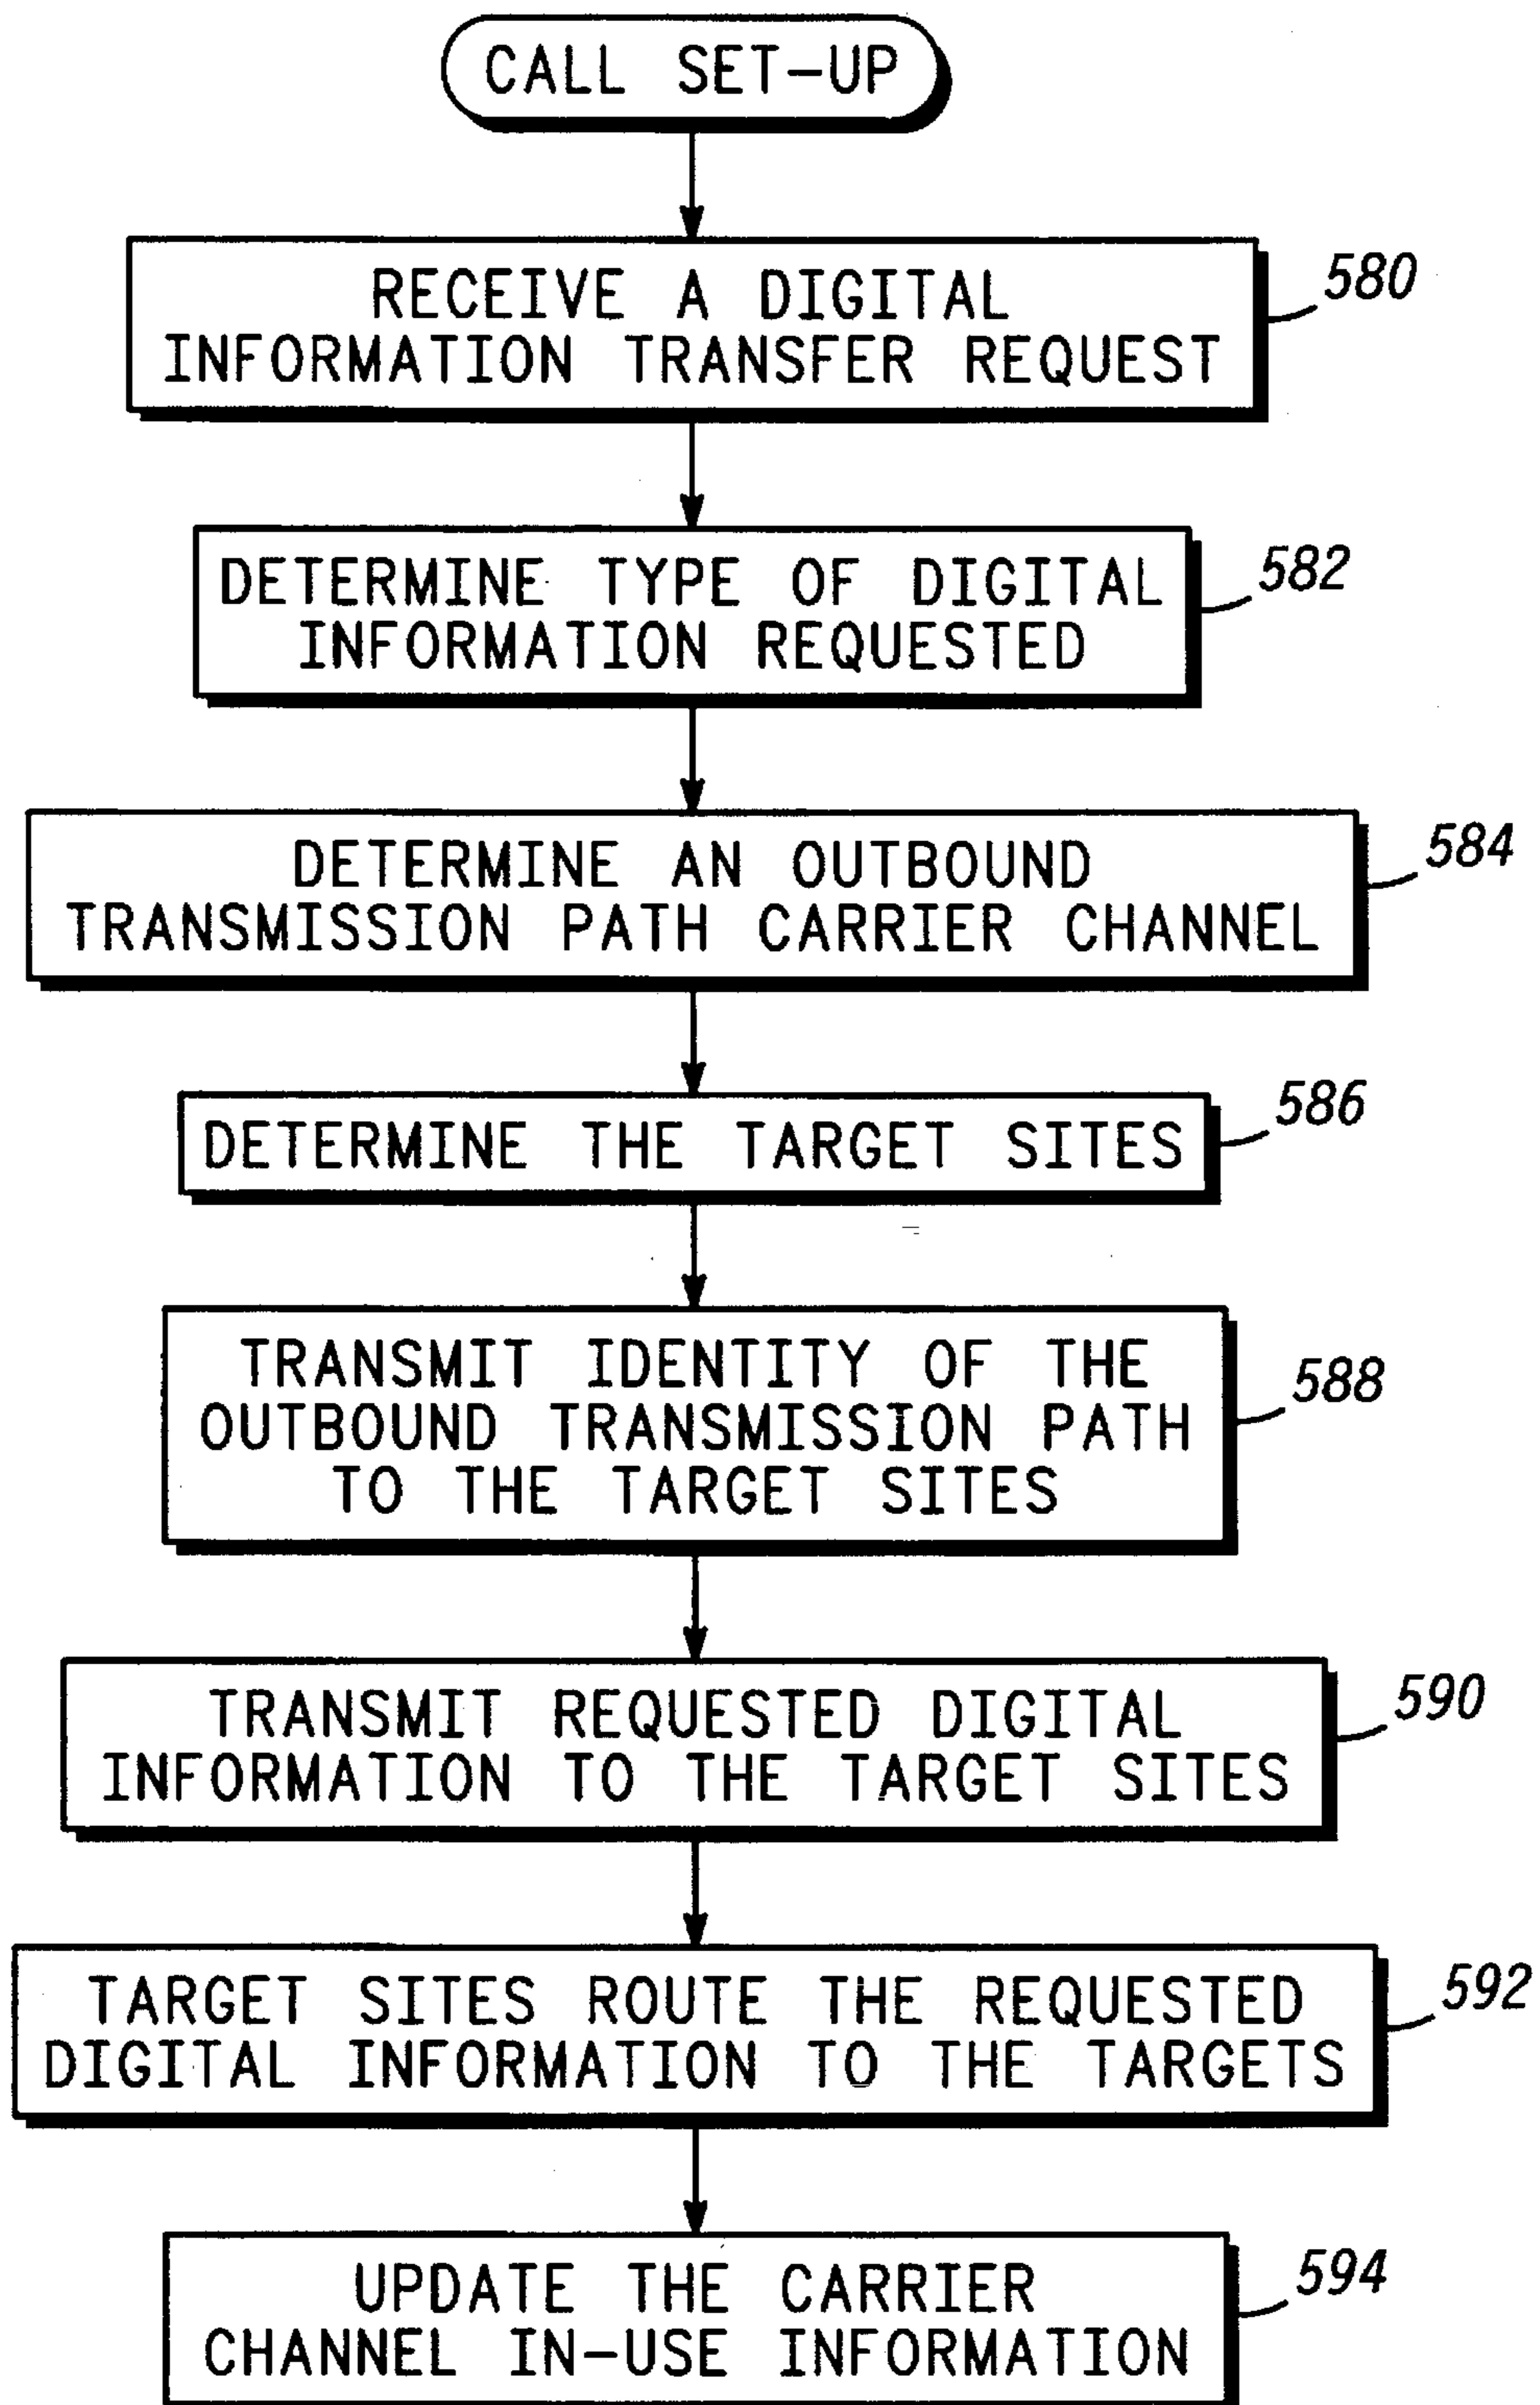 CALL SET-UP
RECEIVE A DIGITAL
INFORMATION TRANSFER REQUEST
580
DETERMINE TYPE OF DIGITAL
INFORMATION REQUESTED
582
DETERMINE AN OUTBOUND
TRANSMISSION PATH CARRIER CHANNEL
584
DETERMINE THE TARGET SITES
586
TRANSMIT IDENTITY OF THE
OUTBOUND TRANSMISSION PATH
TO THE TARGET SITES
588
TRANSMIT REQUESTED DIGITAL
INFORMATION TO THE TARGET SITES
590
TARGET SITES ROUTE THE REQUESTED
DIGITAL INFORMATION TO THE TARGETS
592
UPDATE THE CARRIER
CHANNEL IN-USE INFORMATION
594